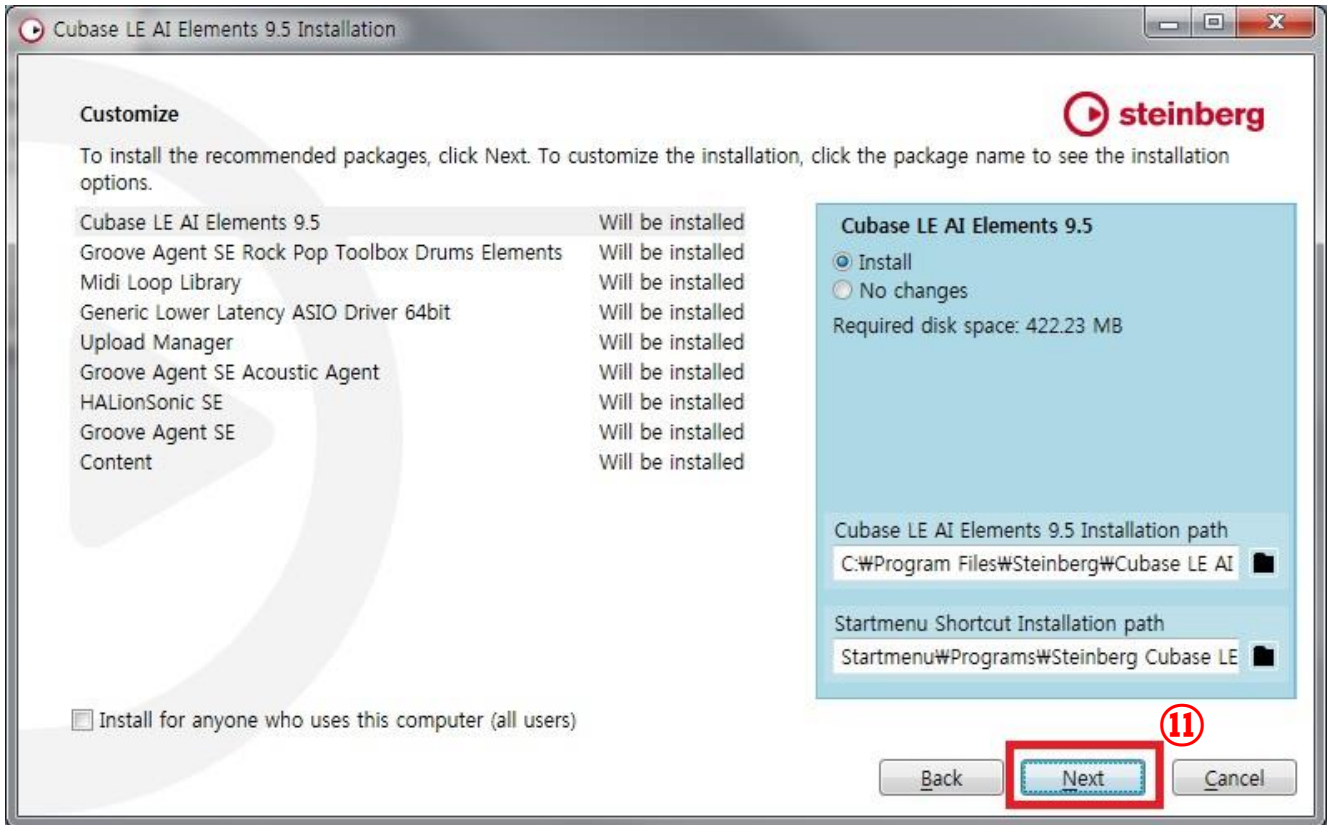 Cubase LE AI Elements 9.5 Installation
steinberg
Customize
To install the recommended packages, click Next. To customize the installation, click the package name to see the installation
options.
Cubase LE AI Elements 9.5 Will be installed
Groove Agent SE Rock Pop Toolbox Drums Elements Will be installed
Midi Loop Library Will be installed
Generic Lower Latency ASIO Driver 64bit Will be installed
Upload Manager Will be installed
Groove Agent SE Acoustic Agent Will be installed
HALionSonic SE Will be installed
Groove Agent SE Will be installed
Content Will be installed
Cubase LE AI Elements 9.5
Install
No changes
Required disk space: 422.23 MB
Cubase LE AI Elements 9.5 Installation path
C:₩Program Files₩Steinberg₩Cubase LE AI
Startmenu Shortcut Installation path
Startmenu₩Programs₩Steinberg Cubase LE
Install for anyone who uses this computer (all users)
⑪
Back Next Cancel